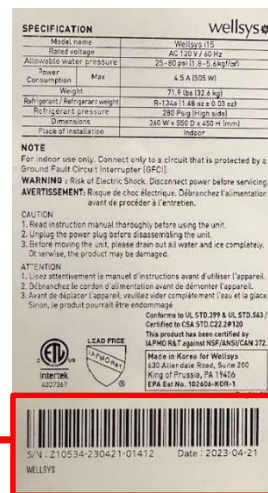 SPECIFICATION wellsys
Model name Wellsys i15
Rated voltage AC 120 V / 60 Hz
Allowable water pressure 25~80 psi (1.8~5.6kgf/㎠)
Power Consumption Max 4.5 A (505 W)
Weight 71.9 lbs (32.6 kg)
Refrigerant / Refrigerant weight R-134a (1.48 oz ± 0.03 oz)
Refrigerant pressure 280 Psig (High side)
Dimensions 360 W x 550 D x 450 H (mm)
Place of installation Indoor
NOTE
For indoor use only. Connect only to a circuit that is protected by a
Ground Fault Circuit Interrupter (GFCI).
WARNING : Risk of Electric Shock. Disconnect power before servicing.
AVERTISSEMENT: Risque de choc électrique. Débranchez l'alimentation
avant de procéder à l'entretien.
CAUTION
1. Read instruction manual thoroughly before using the unit.
2. Unplug the power plug before disassembling the unit.
3. Before moving the unit, please drain out all water and ice completely.
Otherwise, the product may be damaged.
ATTENTION
1. Lisez attentivement le manuel d'instructions avant d'utiliser l'appareil.
2. Débranchez le cordon d'alimentation avant de démonter l'appareil.
3. Avant de déplacer l'appareil, veuillez vider complètement l'eau et la glace.
Sinon, le produit pourrait être endommagé
Conforms to UL STD.399 & UL STD.563/
Certified to CSA STD.C22.2#120
This product has been certified by
IAPMO R&T against NSF/ANSI/CAN 372.
ETL
Intertek
4007367
LEAD FREE
IAPMO R&T
Made in Korea for Wellsys
630 Allendale Road, Suite 200
King of Prussia, PA 19406
EPA Est No. 102606-KOR-1
S/N : Z10534-230421-01412 Date : 2023-04-21
WELLSYS